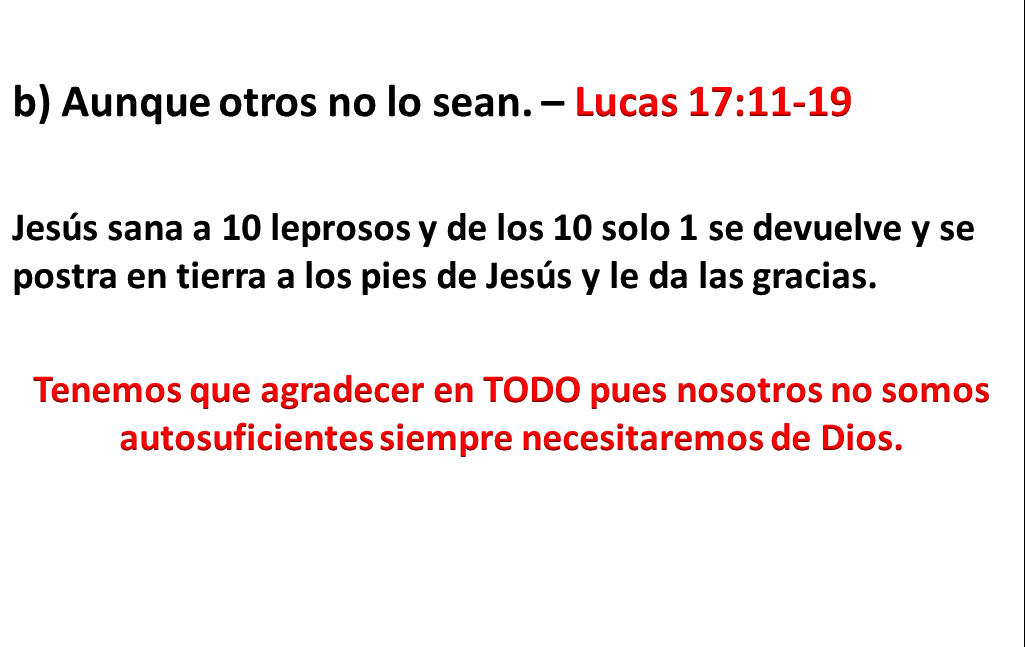 b) Aunque otros no lo sean. – Lucas 17:11-19
Jesús sana a 10 leprosos y de los 10 solo 1 se devuelve y se
postra en tierra a los pies de Jesús y le da las gracias.
Tenemos que agradecer en TODO pues nosotros no somos
autosuficientes siempre necesitaremos de Dios.